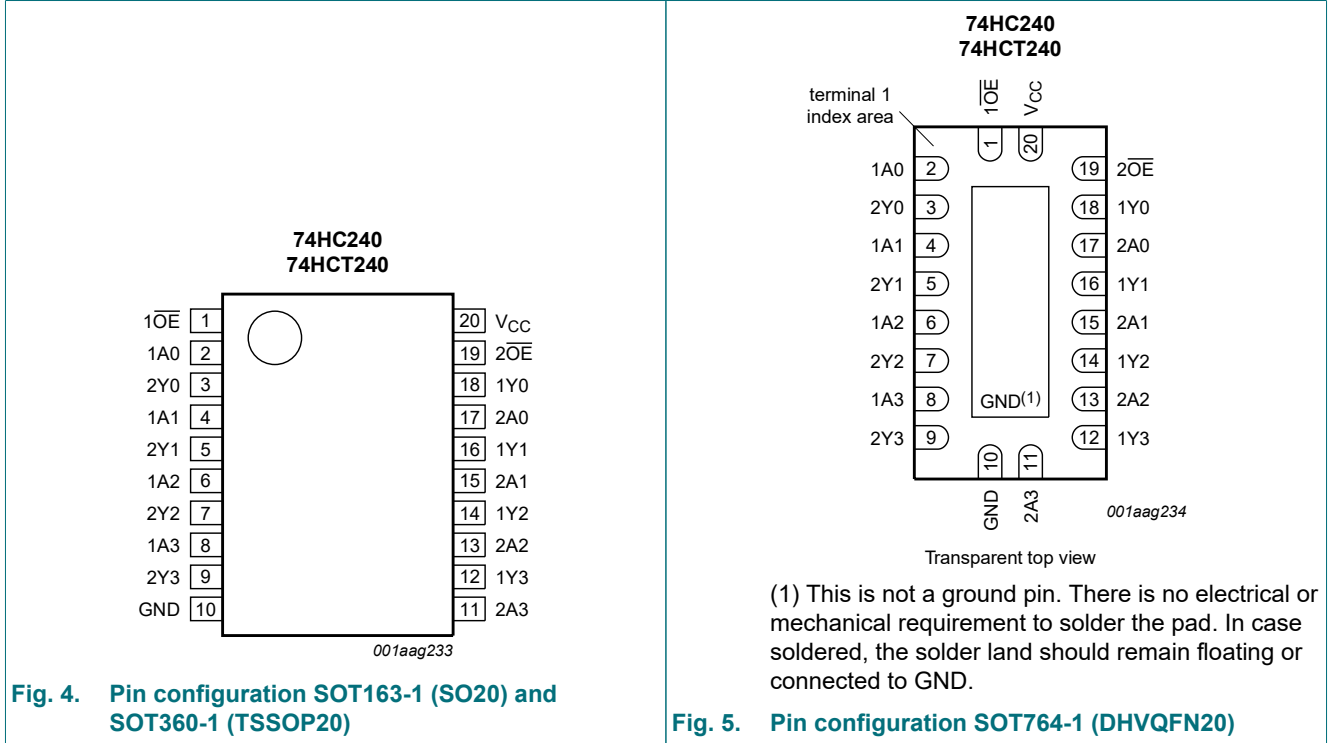 74HC240
74HCT240
1OE 1
1A0 2
2Y0 3
1A1 4
2Y1 5
1A2 6
2Y2 7
1A3 8
2Y3 9
GND 10
20 VCC
19 2OE
18 1Y0
17 2A0
16 1Y1
15 2A1
14 1Y2
13 2A2
12 1Y3
11 2A3
001aag233
Fig. 4. Pin configuration SOT163-1 (SO20) and
SOT360-1 (TSSOP20)
74HC240
74HCT240
terminal 1
index area
1OE
VCC
1
20
1A0 2
2Y0 3
1A1 4
2Y1 5
1A2 6
2Y2 7
1A3 8
2Y3 9
19 2OE
18 1Y0
17 2A0
16 1Y1
15 2A1
14 1Y2
13 2A2
12 1Y3
GND(1)
10
11
GND
2A3
001aag234
Transparent top view
(1) This is not a ground pin. There is no electrical or
mechanical requirement to solder the pad. In case
soldered, the solder land should remain floating or
connected to GND.
Fig. 5. Pin configuration SOT764-1 (DHVQFN20)